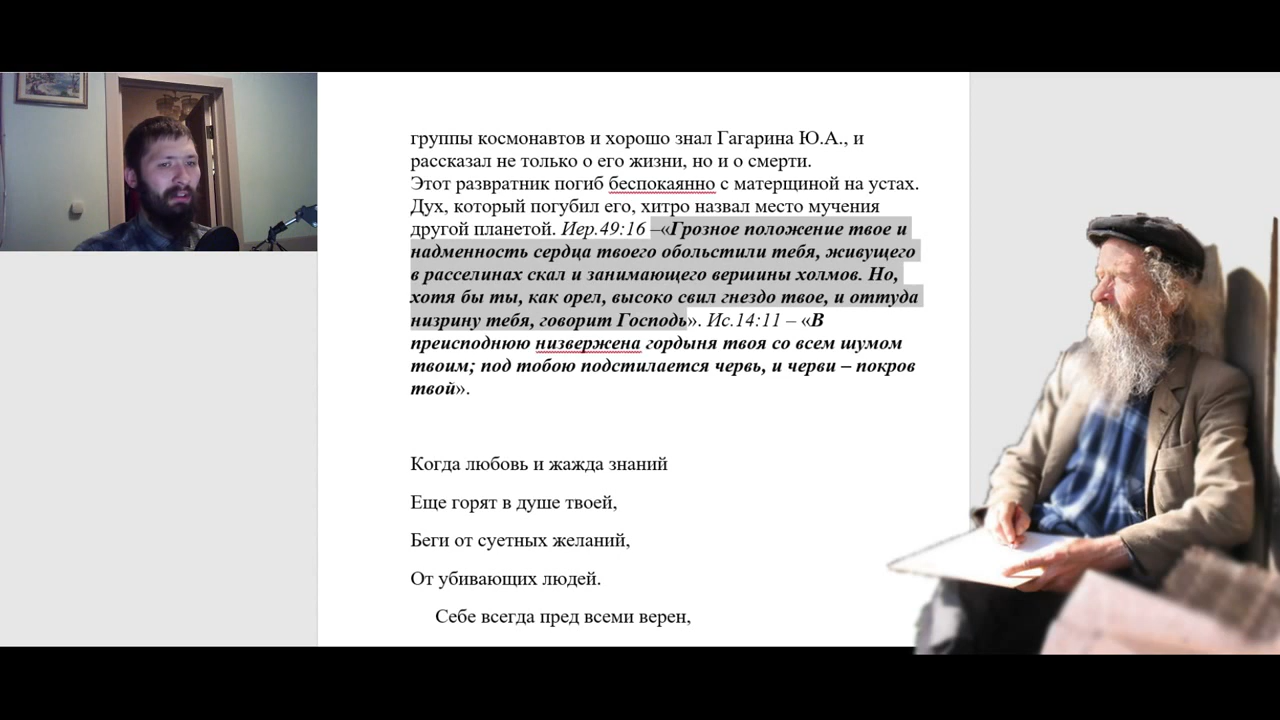 группы космонавтов и хорошо знал Гагарина Ю.А., и
рассказал не только о его жизни, но и о смерти.
Этот развратник погиб беспокаянно с матерщиной на устах.
Дух, который погубил его, хитро назвал место мучения
другой планетой. Иер.49:16 –«Грозное положение твое и
надменность сердца твоего обольстили тебя, живущего
в расселинах скал и занимающего вершины холмов. Но,
хотя бы ты, как орел, высоко свил гнездо твое, и оттуда
низрину тебя, говорит Господь». Ис.14:11 – «В
преисподнюю низвержена гордыня твоя со всем шумом
твоим; под тобою подстилается червь, и черви – покров
твой».
Когда любовь и жажда знаний
Еще горят в душе твоей,
Беги от суетных желаний,
От убивающих людей.
Себе всегда пред всеми верен,